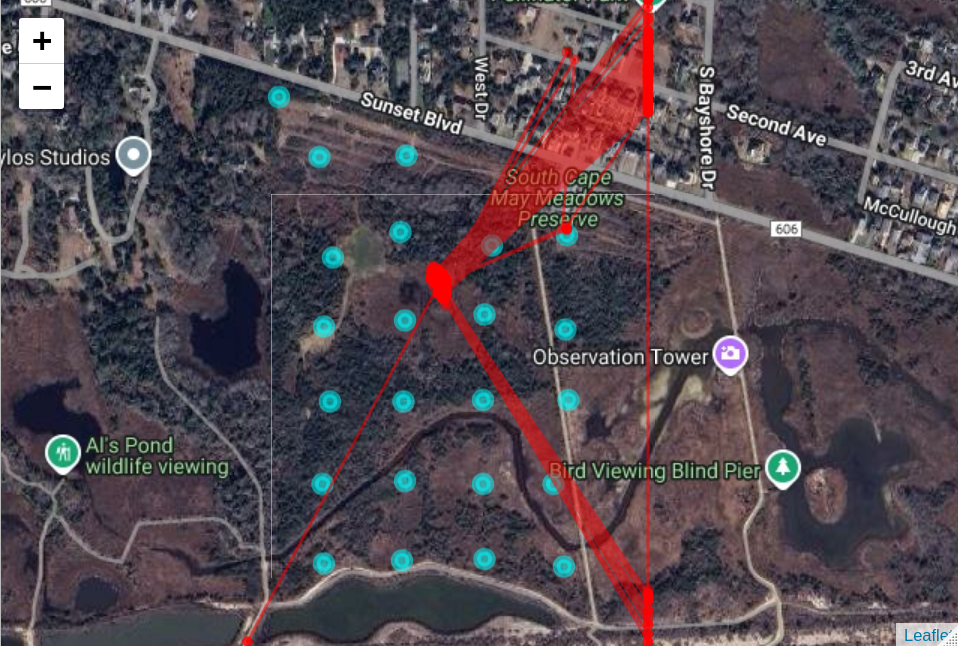 +
−
West Dr
S Bayshore Dr
3rd Av
Sunset Blvd
Second Ave
ylos Studios
South Cape
May Meadows
Preserve
McCullough
606
Observation Tower
Al's Pond
wildlife viewing
Bird Viewing Blind Pier
Leafle